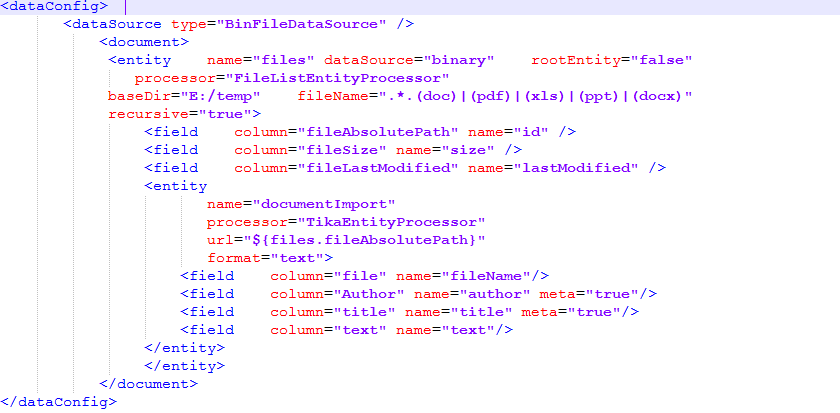 <dataConfig>
<dataSource type="BinFileDataSource" />
<document>
<entity name="files" dataSource="binary" rootEntity="false"
processor="FileListEntityProcessor"
baseDir="E:/temp" fileName=".*.(doc)|(pdf)|(xls)|(ppt)|(docx)"
recursive="true">
<field column="fileAbsolutePath" name="id" />
<field column="fileSize" name="size" />
<field column="fileLastModified" name="lastModified" />
<entity
name="documentImport"
processor="TikaEntityProcessor"
url="${files.fileAbsolutePath}"
format="text">
<field column="file" name="fileName"/>
<field column="Author" name="author" meta="true"/>
<field column="title" name="title" meta="true"/>
<field column="text" name="text"/>
</entity>
</entity>
</document>
</dataConfig>